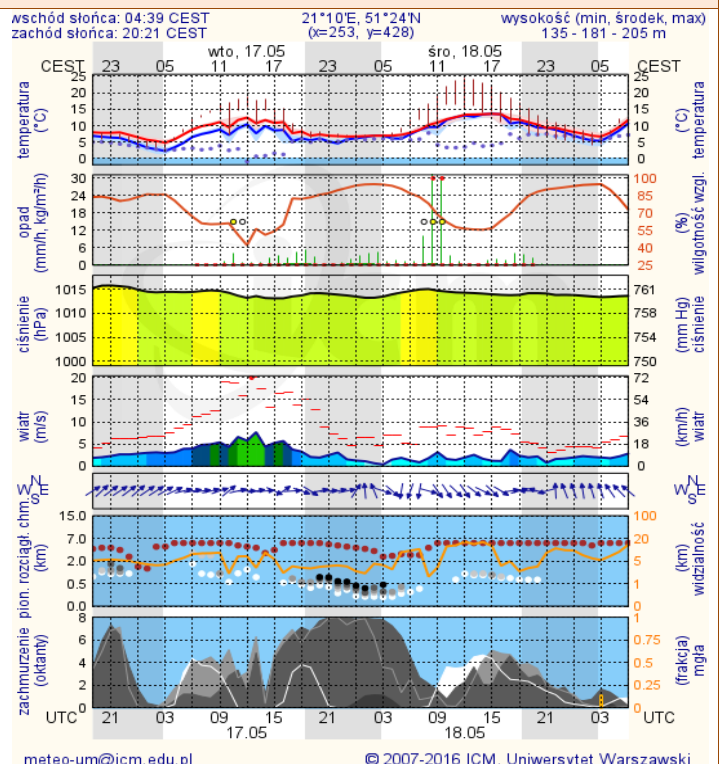 wschód słońca: 04:39 CEST 21°10'E, 51°24'N wysokość (min, środek, max)
zachód słońca: 20:21 CEST (x=253, y=428) 135 - 181 - 205 m
wto, 17.05 śro, 18.05
CEST 23 05 11 17 23 05 11 17 23 05 CEST
temperatura (°C)
25 20 15 10 5 0
25 20 15 10 5 0
temperatura (°C)
opad (mm/h, kg/m²/h)
30 24 18 12 6 0
100 85 70 55 40 25
(%) wilgotność wzgl.
ciśnienie (hPa)
1015 1010 1005 1000
761 758 754 750
(mm Hg) ciśnienie
wiatr (m/s)
20 15 10 5 0
72 54 36 18 0
(km/h) wiatr
N W E S
N W E S
pion. rozciągł. chm. (km)
15.0 7.0 2.0 0.5 0.0
100 20 5 1 0
(km) widzialność
zachmurzenie (oktanty)
8 6 4 2 0
1 0.75 0.5 0.25 0
(frakcja) mgła
UTC 21 03 09 15 21 03 09 15 21 03 UTC
17.05 18.05
meteo-um@icm.edu.pl © 2007-2016 ICM, Uniwersytet Warszawski